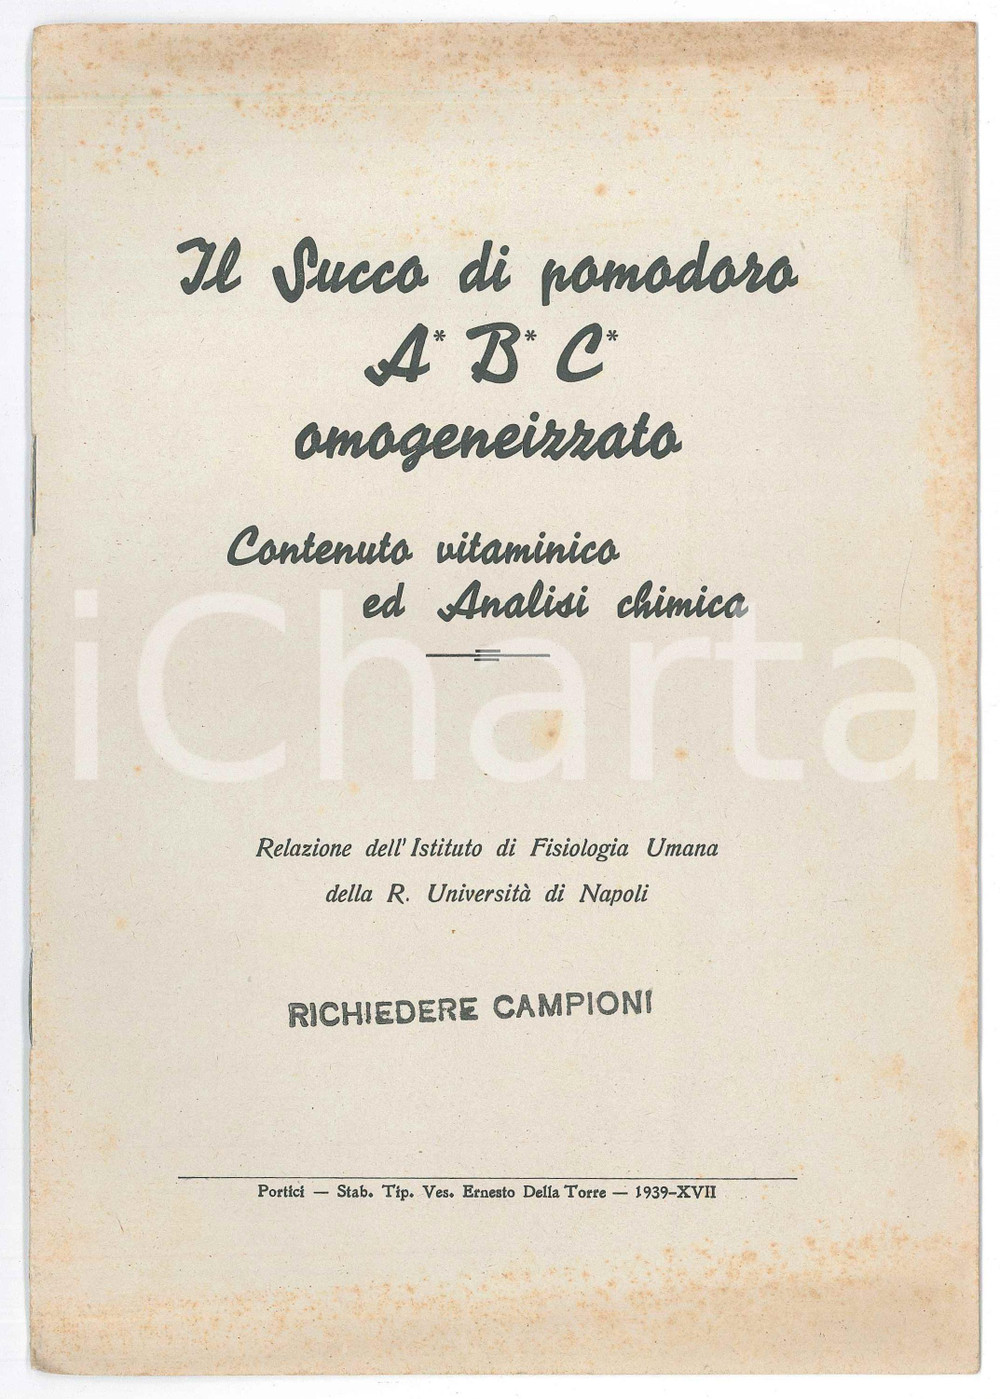 Il Succo di pomodoro
A* B* C*
omogeneizzato
Contenuto vitaminico
ed Analisi chimica
iCharta
Relazione dell' Istituto di Fisiologia Umana
della R. Università di Napoli
RICHIEDERE CAMPIONI
Portici — Stab. Tip. Ves. Ernesto Della Torre — 1939-XVII